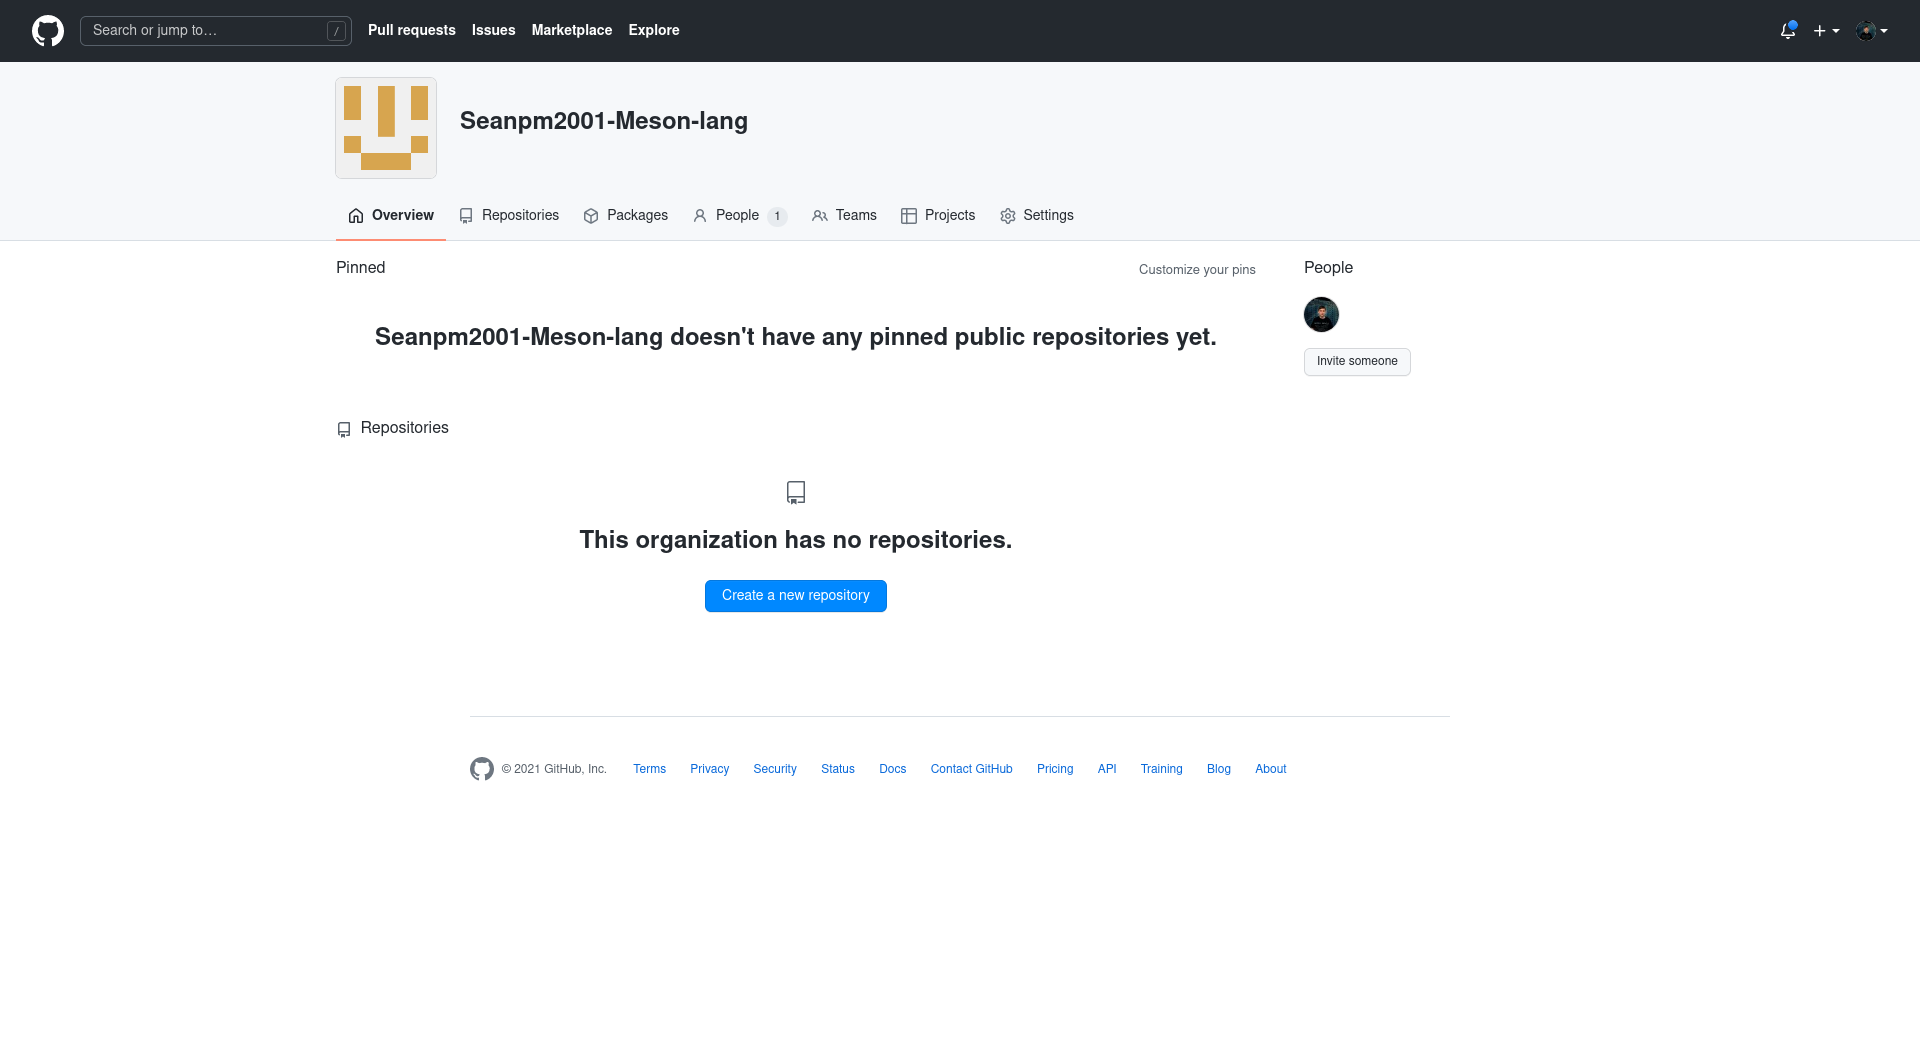 Search or jump to… /
Pull requests Issues Marketplace Explore
Seanpm2001-Meson-lang
Overview Repositories Packages People 1 Teams Projects Settings
Pinned
Customize your pins
Seanpm2001-Meson-lang doesn't have any pinned public repositories yet.
People
Invite someone
Repositories
This organization has no repositories.
Create a new repository
© 2021 GitHub, Inc. Terms Privacy Security Status Docs Contact GitHub Pricing API Training Blog About